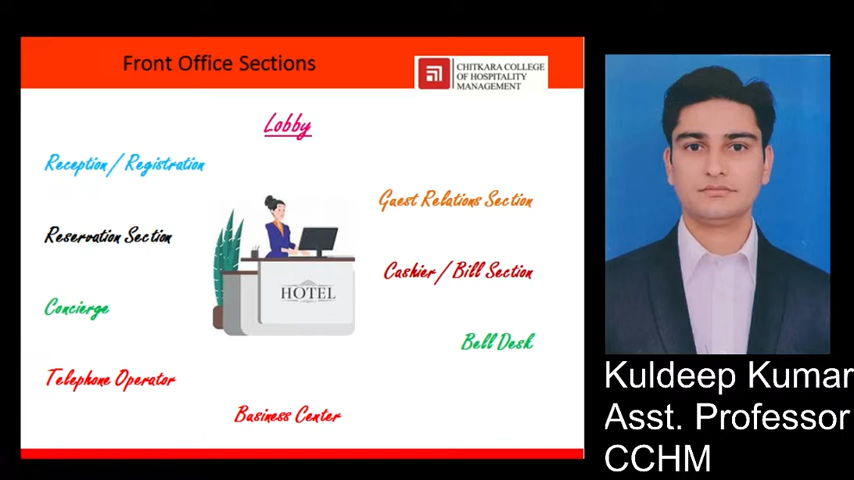 Front Office Sections
CHITKARA COLLEGE
OF HOSPITALITY
MANAGEMENT
Lobby
Reception / Registration
Guest Relations Section
Reservation Section
Cashier / Bill Section
HOTEL
Concierge
Bell Desk
Telephone Operator
Business Center
Kuldeep Kumar
Asst. Professor
CCHM